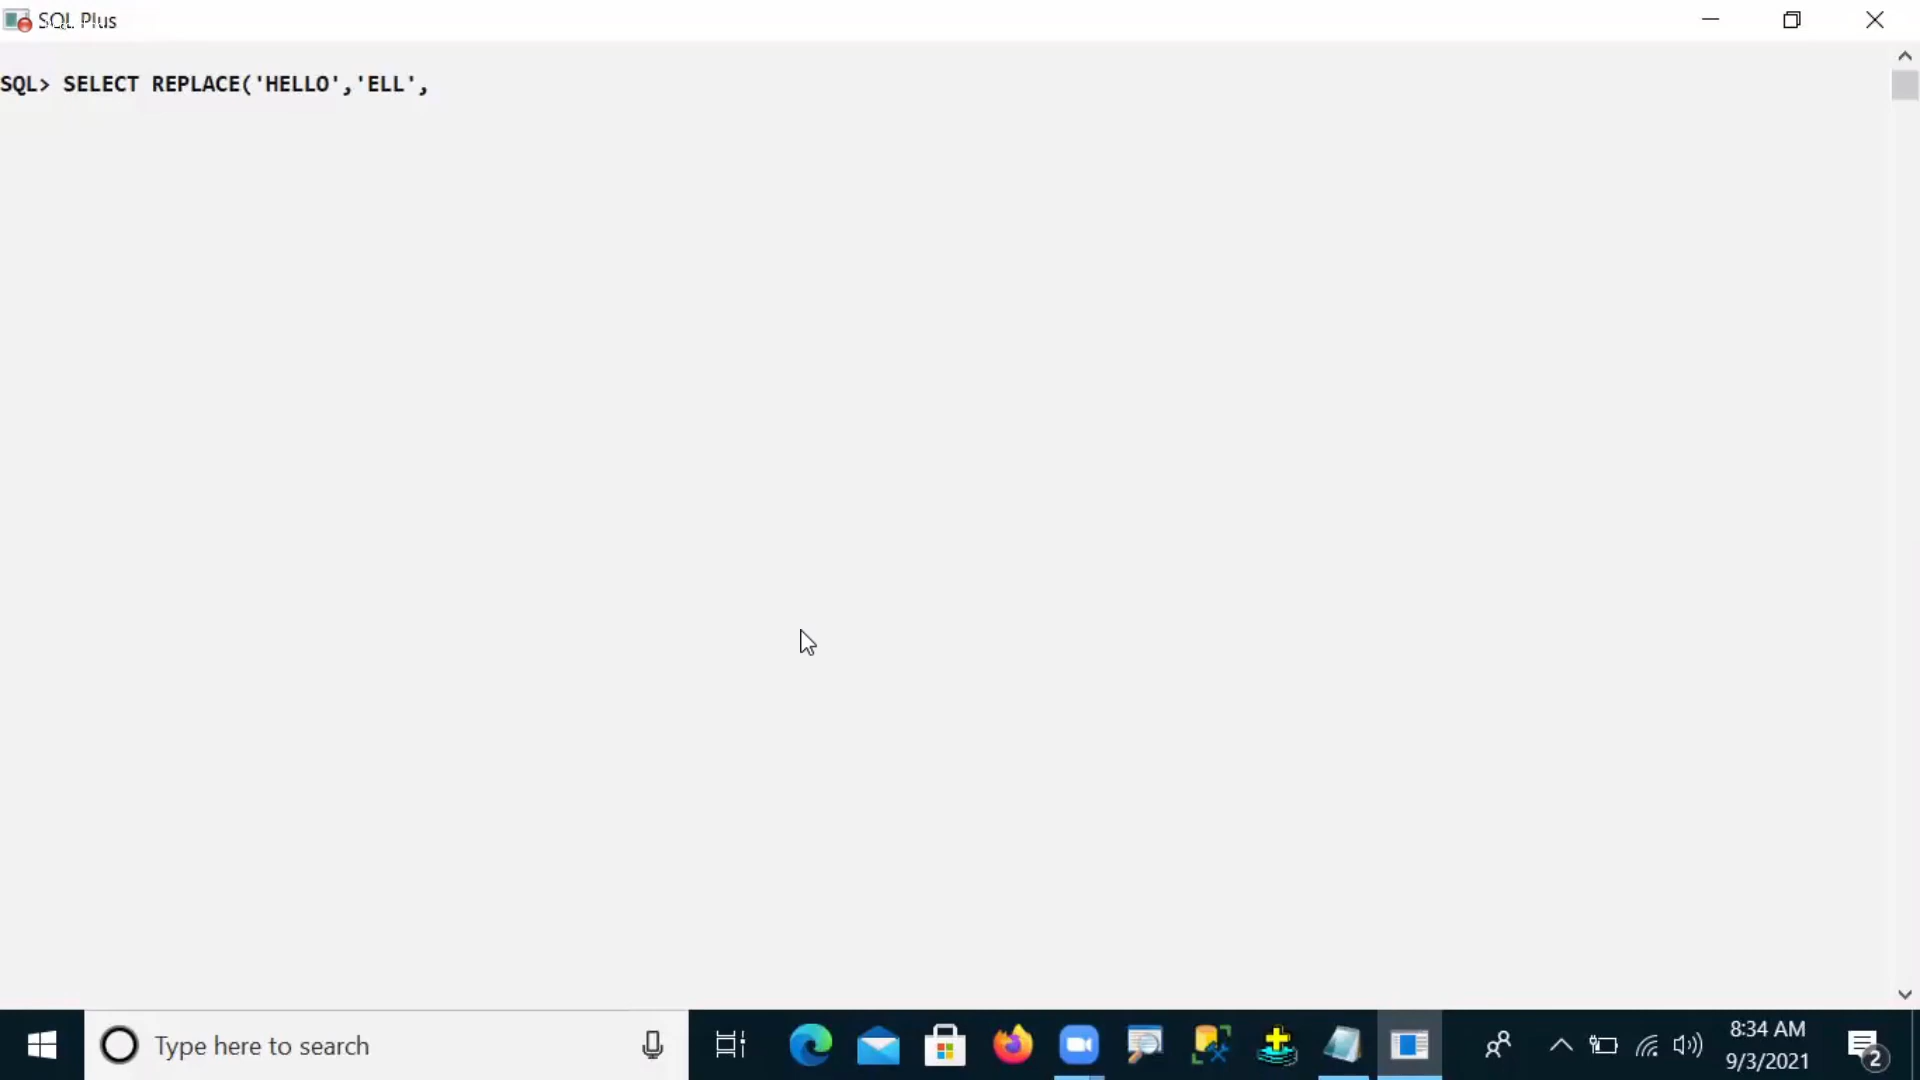 SQL Plus
SQL> SELECT REPLACE('HELLO','ELL',
Type here to search
8:34 AM
9/3/2021
2